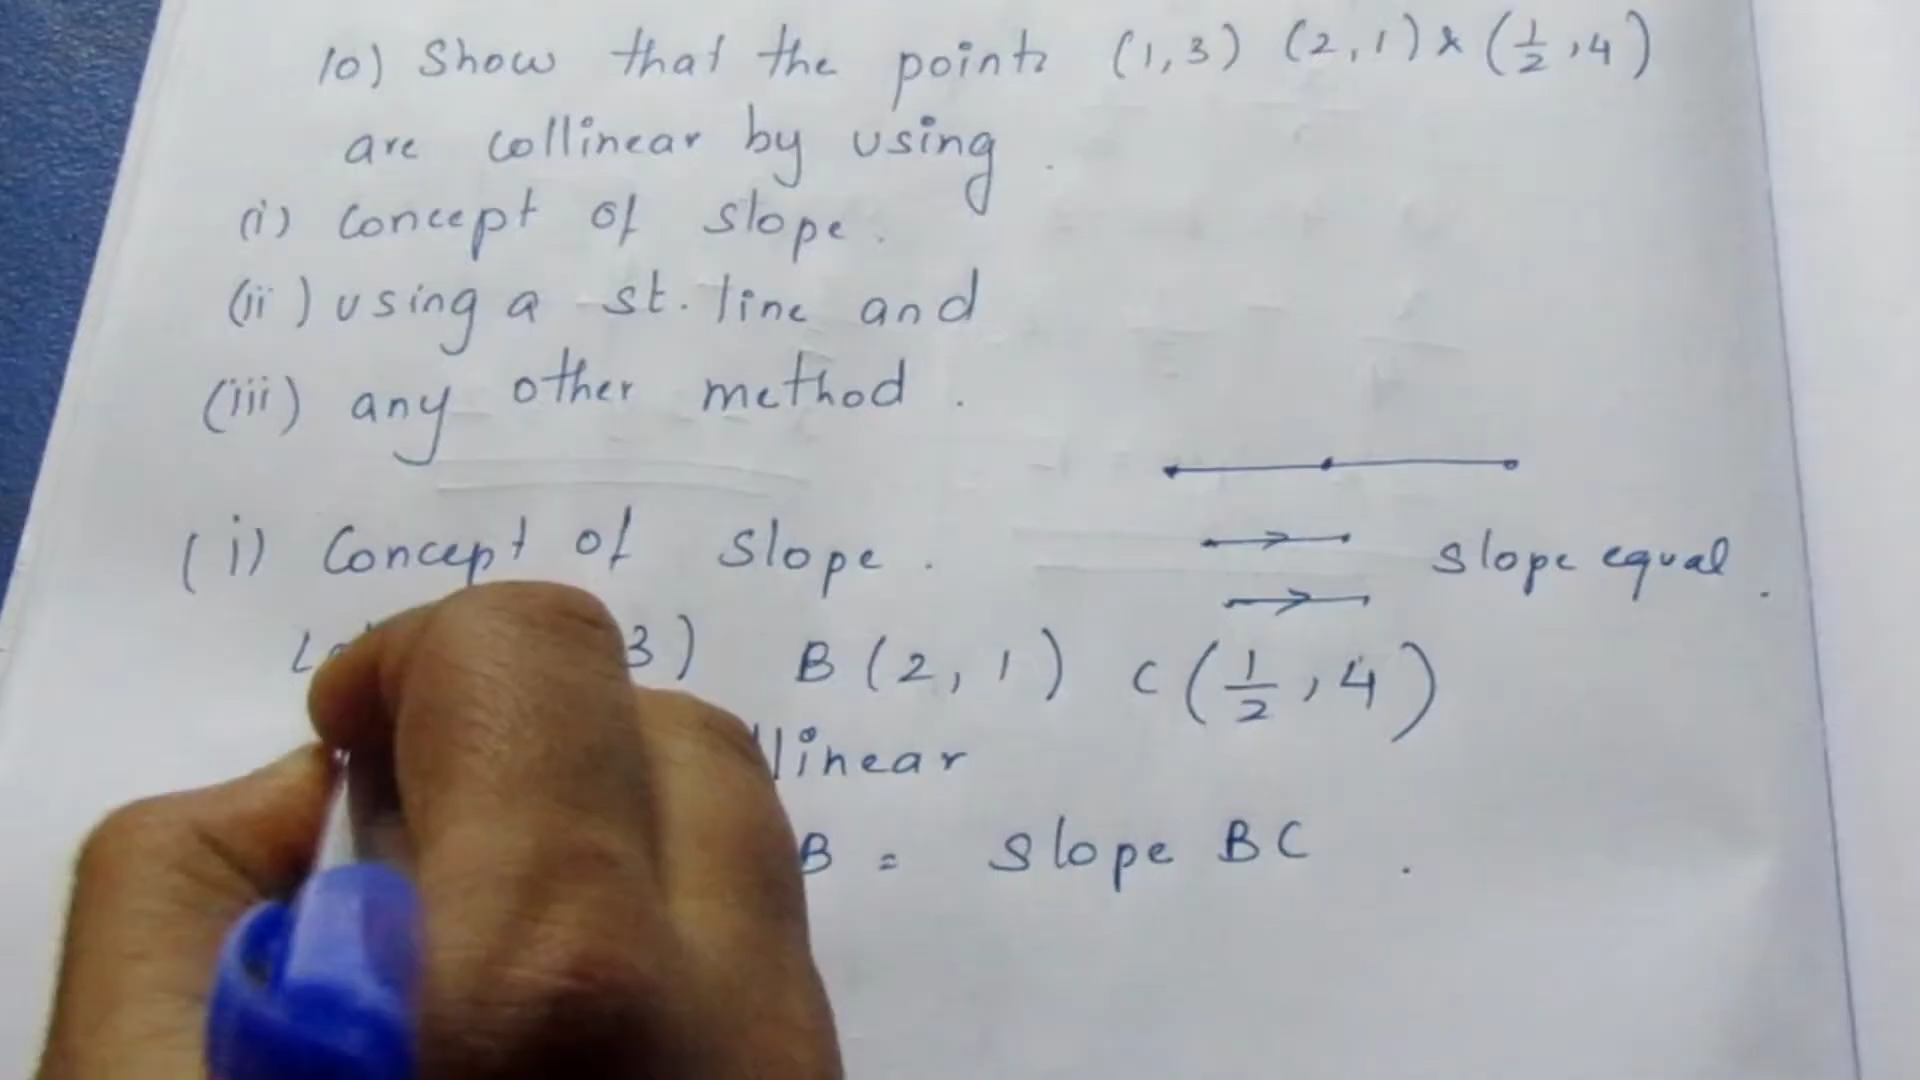 10) Show that the points (1,3) (2,1) & (1/2, 4)
are collinear by using
(i) Concept of slope.
(ii) using a st. line and
(iii) any other method.
(i) Concept of slope.
slope equal.
3) B(2,1) C(1/2, 4)
B = slope BC.